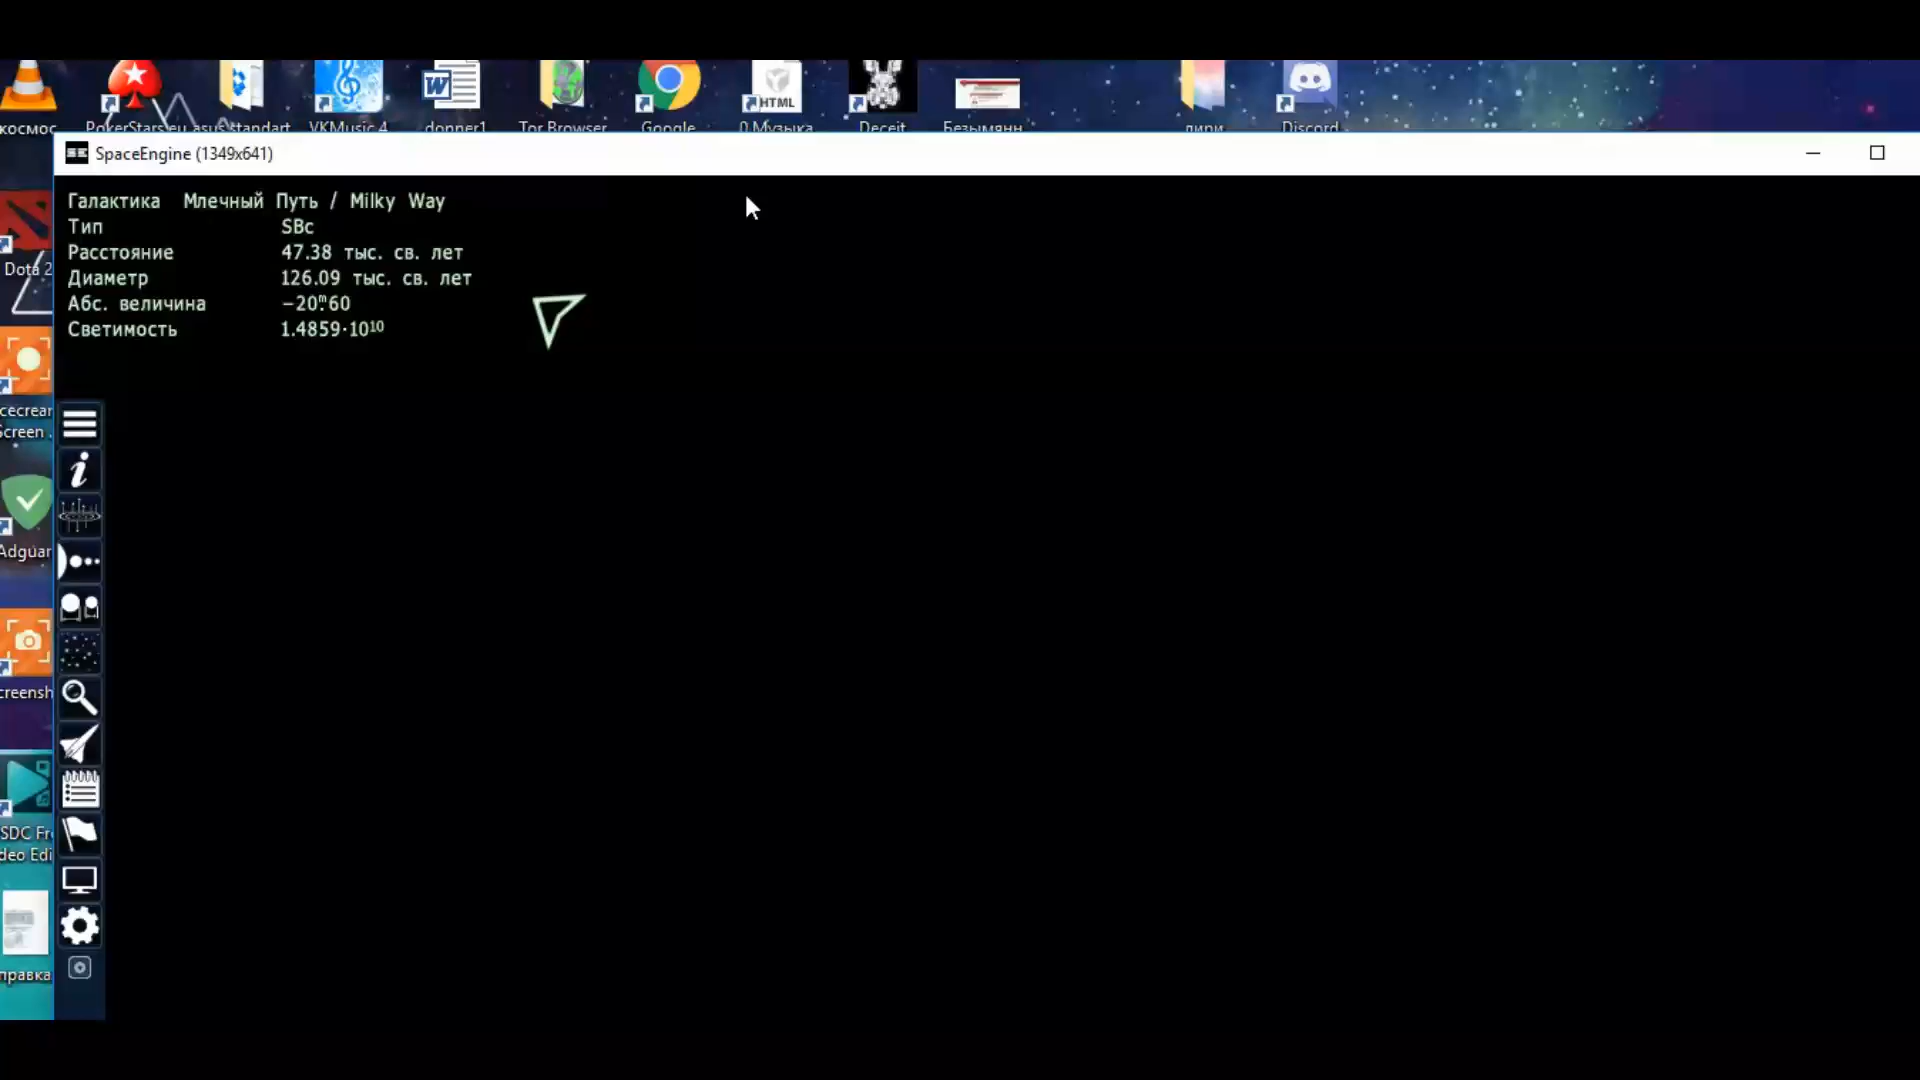 космос
PokerStars.eu
asus standart
VKMusic 4
donner1
Tor Browser
Google
HTML
0.Музыка
Deceit
Безымянн
лири
Discord
SpaceEngine (1349x641)
Галактика Млечный Путь / Milky Way
Тип SBc
Расстояние 47.38 тыс. св. лет
Диаметр 126.09 тыс. св. лет
Абс. величина −20ᵐ.60
Светимость 1.4859·10¹⁰
Dota 2
cecrear
Screen .
Adguar
creensh
SDC Fr
deo Edi
правка